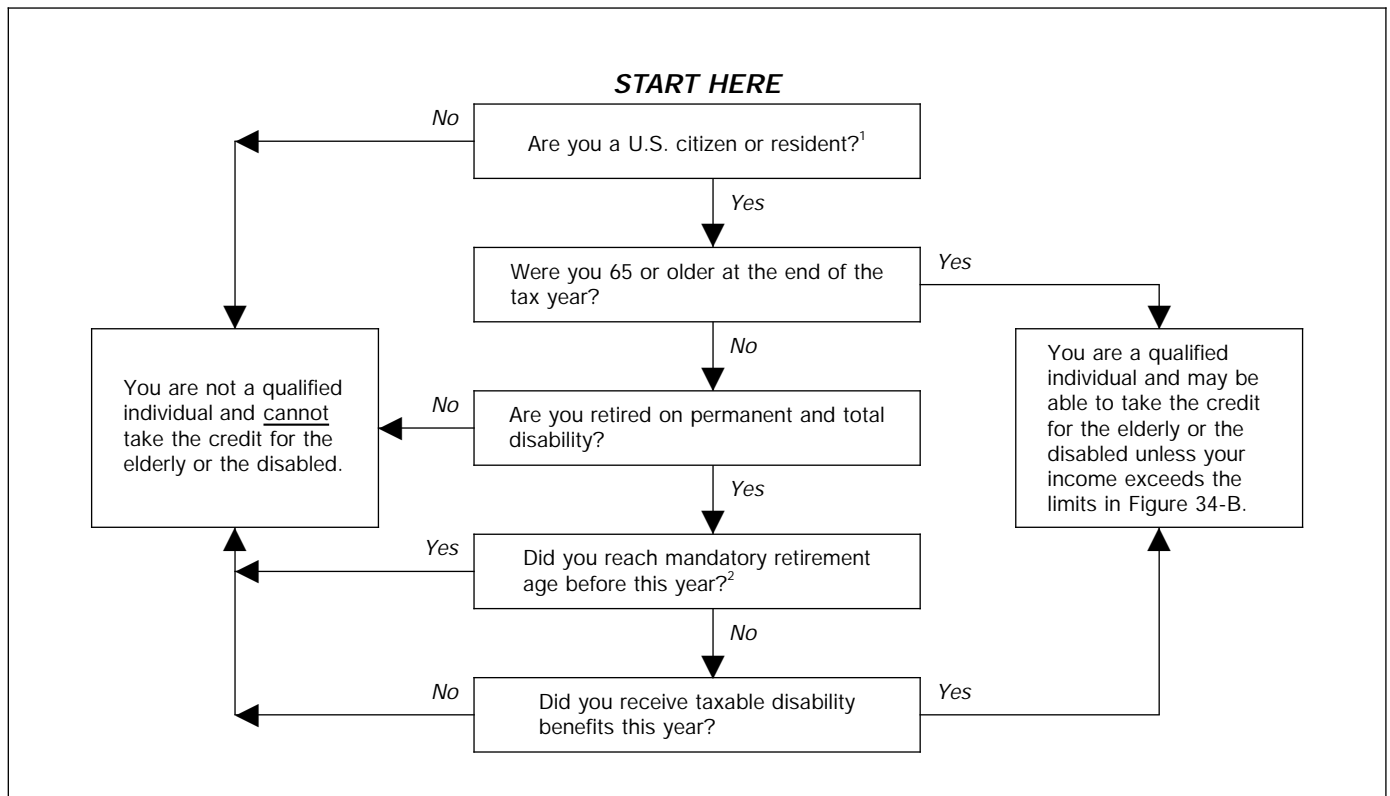 START HERE
No
Are you a U.S. citizen or resident?1
Yes
Were you 65 or older at the end of the
tax year?
Yes
No
You are not a qualified
individual and cannot
take the credit for the
elderly or the disabled.
No
Are you retired on permanent and total
disability?
You are a qualified
individual and may be
able to take the credit
for the elderly or the
disabled unless your
income exceeds the
limits in Figure 34-B.
Yes
Yes
Did you reach mandatory retirement
age before this year?2
No
No
Did you receive taxable disability
benefits this year?
Yes